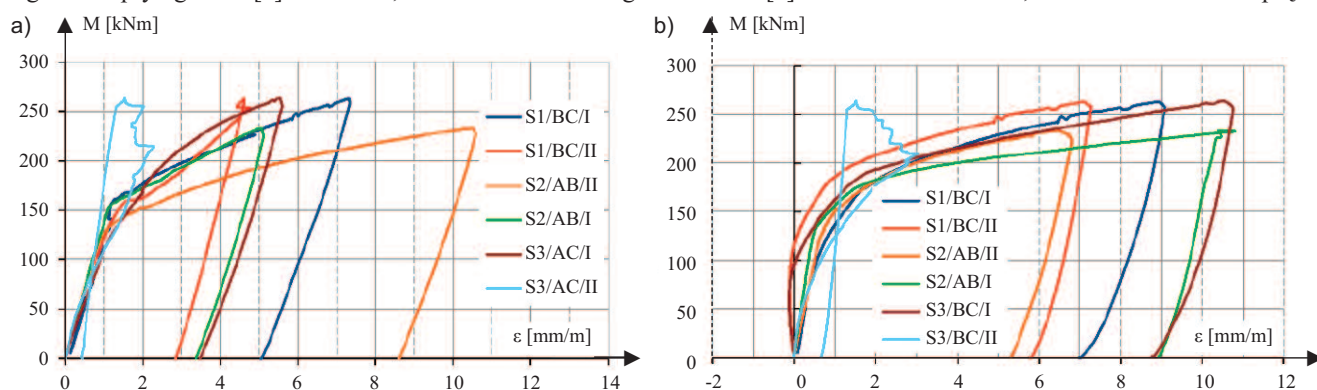 a) M [kNm]
300
250
200
150
100
50
0
0 2 4 6 8 10 12 14
ε [mm/m]
S1/BC/I
S1/BC/II
S2/AB/II
S2/AB/I
S3/AC/I
S3/AC/II
b) M [kNm]
300
250
200
150
100
50
0
-2 0 2 4 6 8 10 12
ε [mm/m]
S1/BC/I
S1/BC/II
S2/AB/II
S2/AB/I
S3/BC/I
S3/BC/II